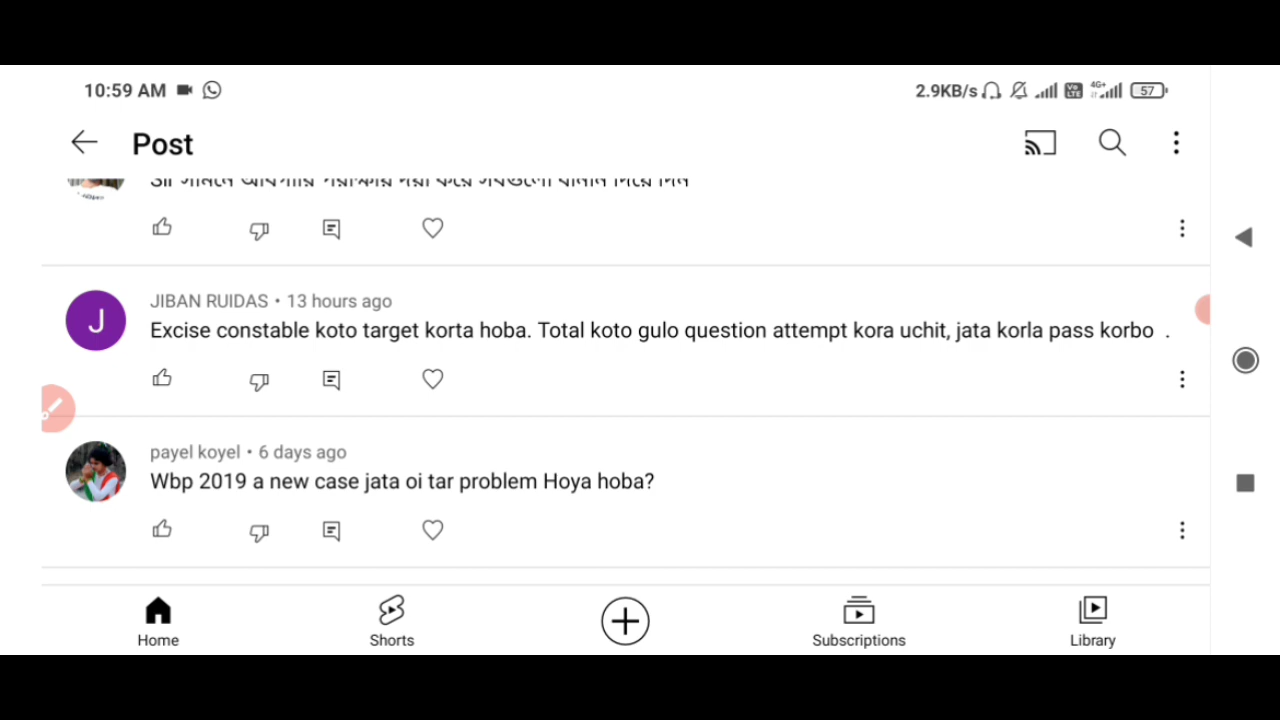 10:59 AM
2.9KB/s
4G+
57
Post
JIBAN RUIDAS • 13 hours ago
J
Excise constable koto target korta hoba. Total koto gulo question attempt kora uchit, jata korla pass korbo .
payel koyel • 6 days ago
Wbp 2019 a new case jata oi tar problem Hoya hoba?
Home
Shorts
Subscriptions
Library